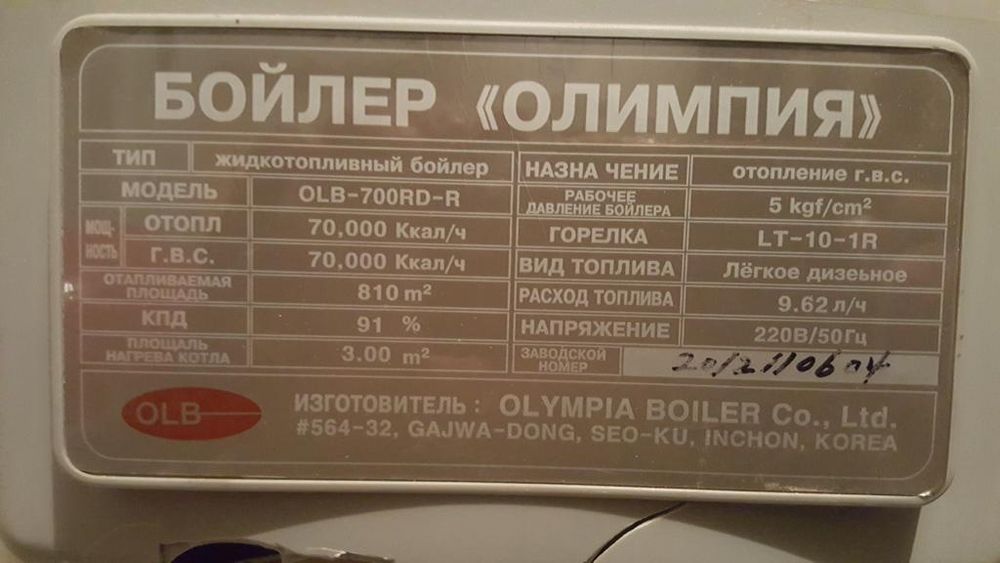 БОЙЛЕР «ОЛИМПИЯ»
ТИП жидкотопливный бойлер
МОДЕЛЬ OLB-700RD-R
МОЩ-
НОСТЬ
ОТОПЛ 70,000 Ккал/ч
Г.В.С. 70,000 Ккал/ч
ОТАПЛИВАЕМАЯ
ПЛОЩАДЬ 810 m²
КПД 91 %
ПЛОЩАЛЬ
НАГРЕВА КОТЛА 3.00 m²
НАЗНА ЧЕНИЕ отопление г.в.с.
РАБОЧЕЕ
ДАВЛЕНИЕ БОЙЛЕРА 5 kgf/cm²
ГОРЕЛКА LT-10-1R
ВИД ТОПЛИВА Лёгкое дизеьное
РАСХОД ТОПЛИВА 9.62 л/ч
НАПРЯЖЕНИЕ 220В/50Гц
ЗАВОДСКОЙ
НОМЕР
OLB
ИЗГОТОВИТЕЛЬ : OLYMPIA BOILER Co., Ltd.
#564-32, GAJWA-DONG, SEO-KU, INCHON, KOREA